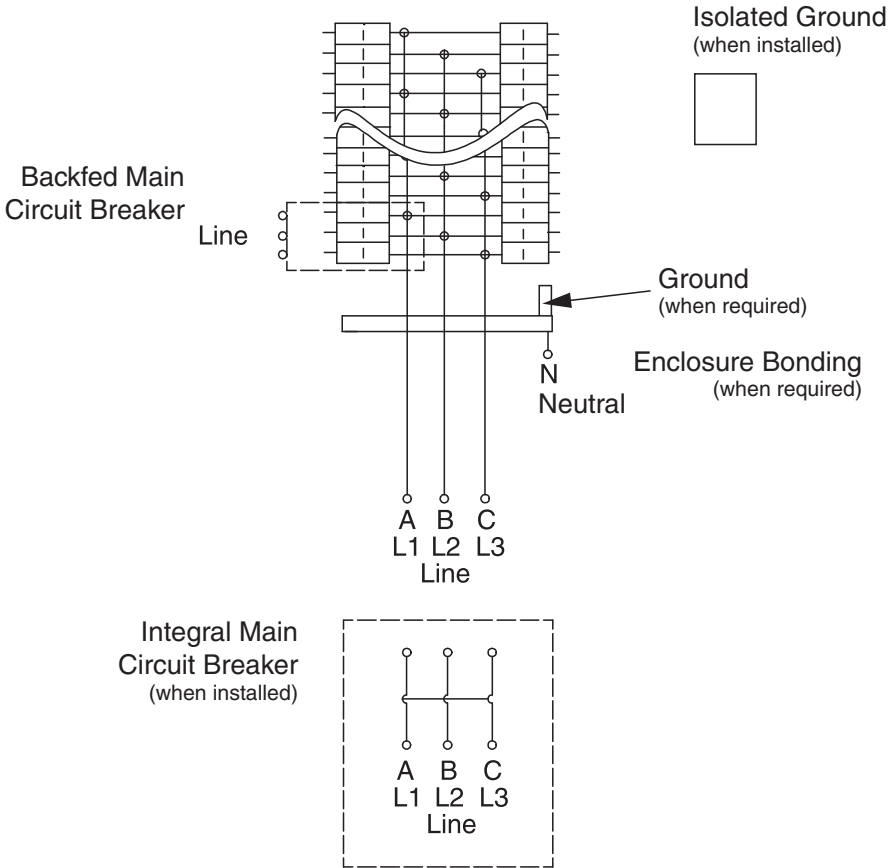 Isolated Ground
(when installed)
Backfed Main
Circuit Breaker
Line
Ground
(when required)
Enclosure Bonding
(when required)
N
Neutral
A B C
L1 L2 L3
Line
Integral Main
Circuit Breaker
(when installed)
A B C
L1 L2 L3
Line